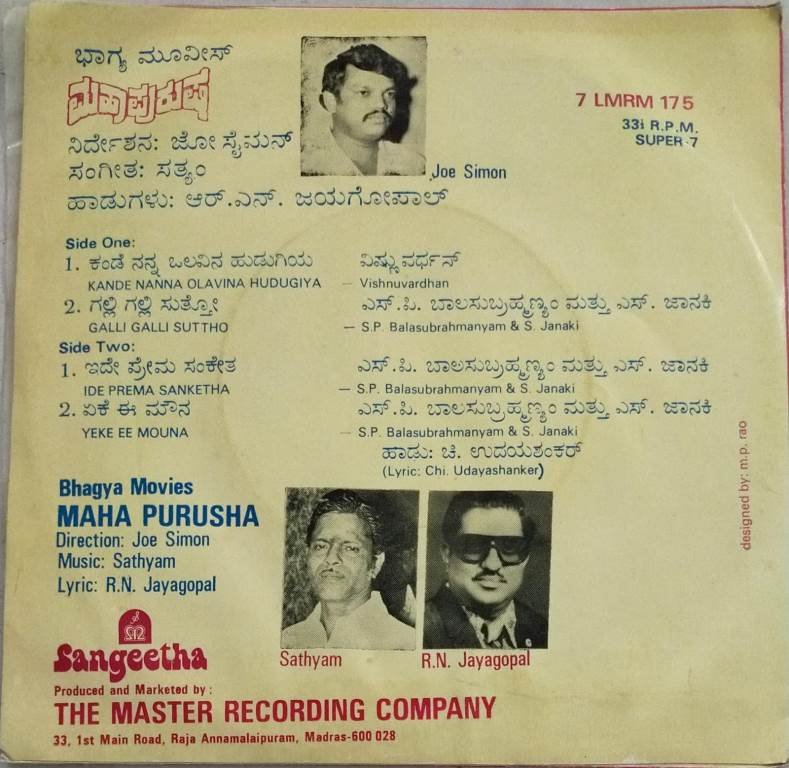 ಭಾಗ್ಯ ಮೂವೀಸ್
ಮಹಾಪುರುಷ
ನಿರ್ದೇಶನ: ಜೋ ಸೈಮನ್
ಸಂಗೀತ: ಸತ್ಯಂ
ಹಾಡುಗಳು: ಆರ್.ಎನ್. ಜಯಗೋಪಾಲ್
Joe Simon
7 LMRM 175
33⅓ R.P.M.
SUPER-7
Side One:
1. ಕಂಡೆ ನನ್ನ ಒಲವಿನ ಹುಡುಗಿಯ ವಿಷ್ಣುವರ್ಧನ್
KANDE NANNA OLAVINA HUDUGIYA — Vishnuvardhan
2. ಗಲ್ಲಿ ಗಲ್ಲಿ ಸುತ್ತೋ ಎಸ್.ಪಿ. ಬಾಲಸುಬ್ರಹ್ಮಣ್ಯಂ ಮತ್ತು ಎಸ್. ಜಾನಕಿ
GALLI GALLI SUTTHO — S.P. Balasubrahmanyam & S. Janaki
Side Two:
1. ಇದೇ ಪ್ರೇಮ ಸಂಕೇತ ಎಸ್.ಪಿ. ಬಾಲಸುಬ್ರಹ್ಮಣ್ಯಂ ಮತ್ತು ಎಸ್. ಜಾನಕಿ
IDE PREMA SANKETHA — S.P. Balasubrahmanyam & S. Janaki
2. ಏಕೆ ಈ ಮೌನ ಎಸ್.ಪಿ. ಬಾಲಸುಬ್ರಹ್ಮಣ್ಯಂ ಮತ್ತು ಎಸ್. ಜಾನಕಿ
YEKE EE MOUNA — S.P. Balasubrahmanyam & S. Janaki
ಹಾಡು: ಚಿ. ಉದಯಶಂಕರ್
(Lyric: Chi. Udayashanker)
designed by: m.p. rao
Bhagya Movies
MAHA PURUSHA
Direction: Joe Simon
Music: Sathyam
Lyric: R.N. Jayagopal
Sathyam
R.N. Jayagopal
Sangeetha
Produced and Marketed by:
THE MASTER RECORDING COMPANY
33, 1st Main Road, Raja Annamalaipuram, Madras-600 028